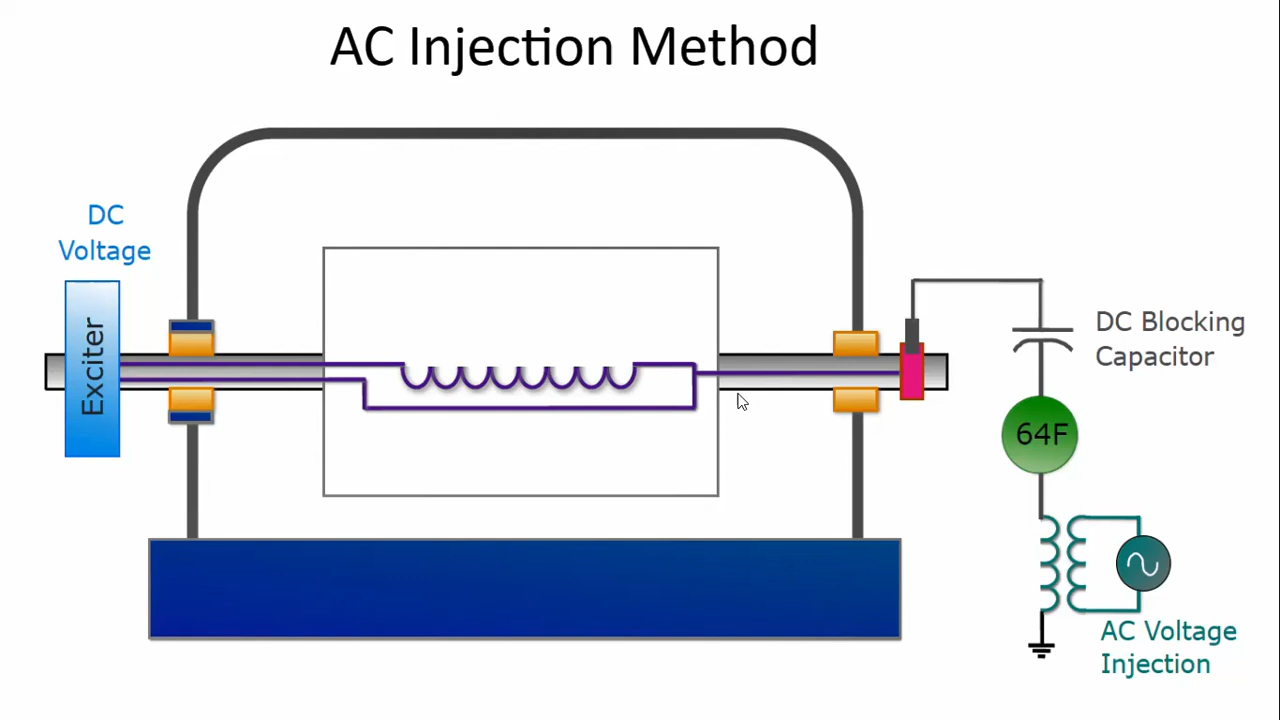 AC Injection Method
DC
Voltage
Exciter
DC Blocking
Capacitor
64F
AC Voltage
Injection